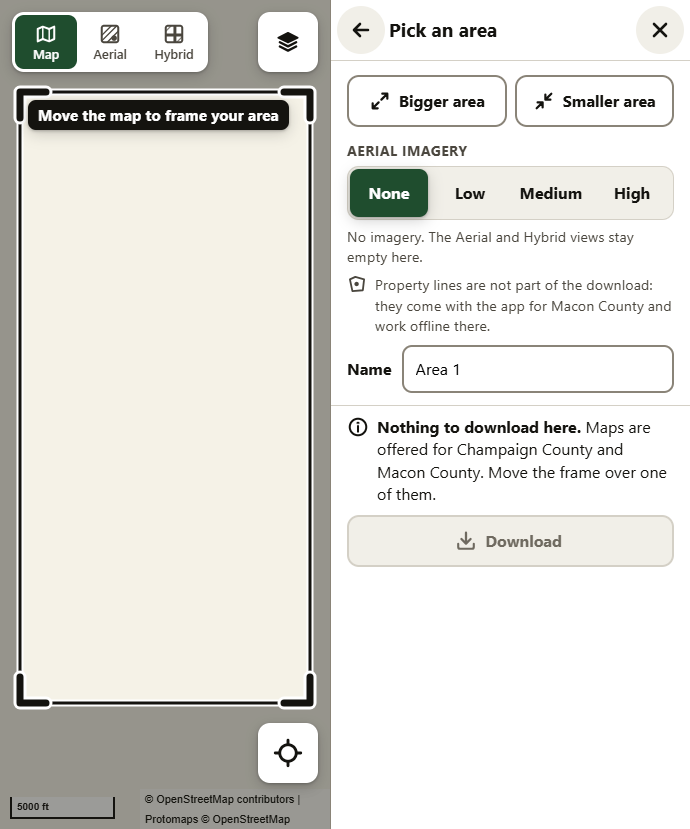 Map
Aerial
Hybrid
Move the map to frame your area
5000 ft
© OpenStreetMap contributors |
Protomaps © OpenStreetMap
Pick an area
Bigger area
Smaller area
AERIAL IMAGERY
None
Low
Medium
High
No imagery. The Aerial and Hybrid views stay
empty here.
Property lines are not part of the download:
they come with the app for Macon County and
work offline there.
Name
Area 1
Nothing to download here. Maps are
offered for Champaign County and
Macon County. Move the frame over one
of them.
Download